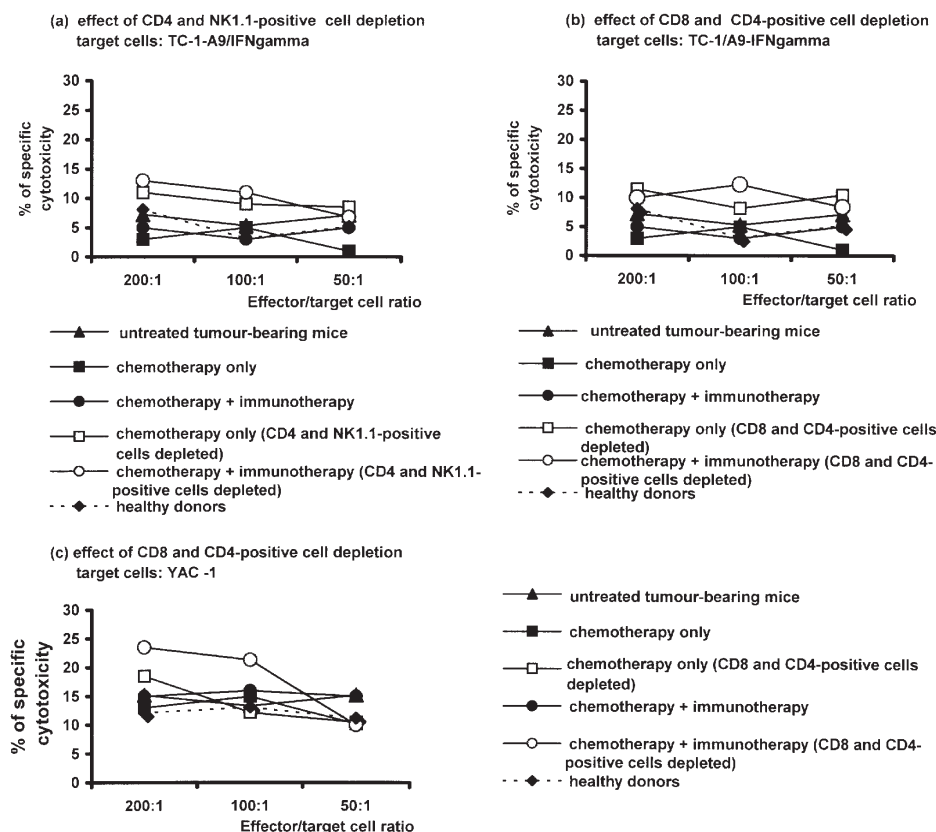 (a) effect of CD4 and NK1.1-positive cell depletion
target cells: TC-1-A9/IFNgamma
% of specific
cytotoxicity
30
25
20
15
10
5
0
200:1
100:1
50:1
Effector/target cell ratio
untreated tumour-bearing mice
chemotherapy only
chemotherapy + immunotherapy
chemotherapy only (CD4 and NK1.1-positive
cells depleted)
chemotherapy + immunotherapy (CD4 and NK1.1-
positive cells depleted)
healthy donors
(b) effect of CD8 and CD4-positive cell depletion
target cells: TC-1/A9-IFNgamma
% of specific
cytotoxicity
30
25
20
15
10
5
0
200:1
100:1
50:1
Effector/target cell ratio
untreated tumour-bearing mice
chemotherapy only
chemotherapy + immunotherapy
chemotherapy only (CD8 and CD4-positive cells
depleted)
chemotherapy + immunotherapy (CD8 and CD4-
positive cells depleted)
healthy donors
(c) effect of CD8 and CD4-positive cell depletion
target cells: YAC -1
% of specific
cytotoxicity
30
25
20
15
10
5
0
200:1
100:1
50:1
Effector/target cell ratio
untreated tumour-bearing mice
chemotherapy only
chemotherapy only (CD8 and CD4-positive cells
depleted)
chemotherapy + immunotherapy
chemotherapy + immunotherapy (CD8 and CD4-
positive cells depleted)
healthy donors